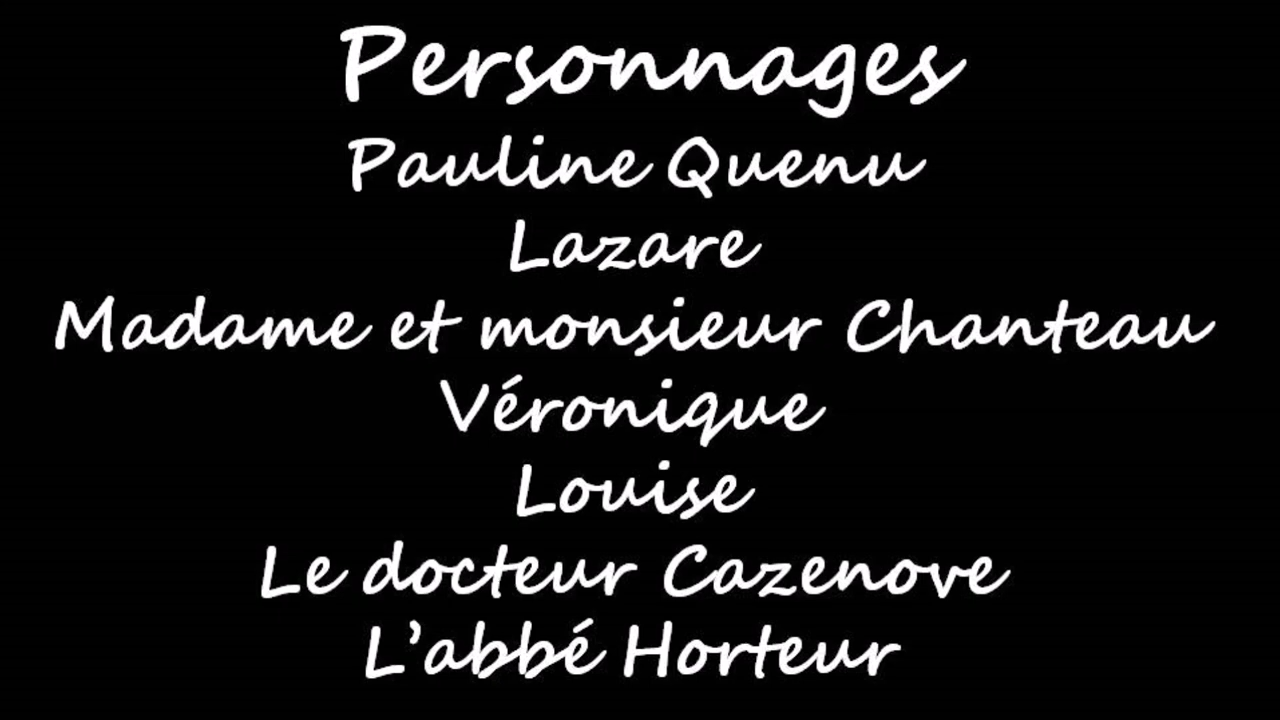 Personnages
Pauline Quenu
Lazare
Madame et monsieur Chanteau
Véronique
Louise
Le docteur Cazenove
L’abbé Horteur